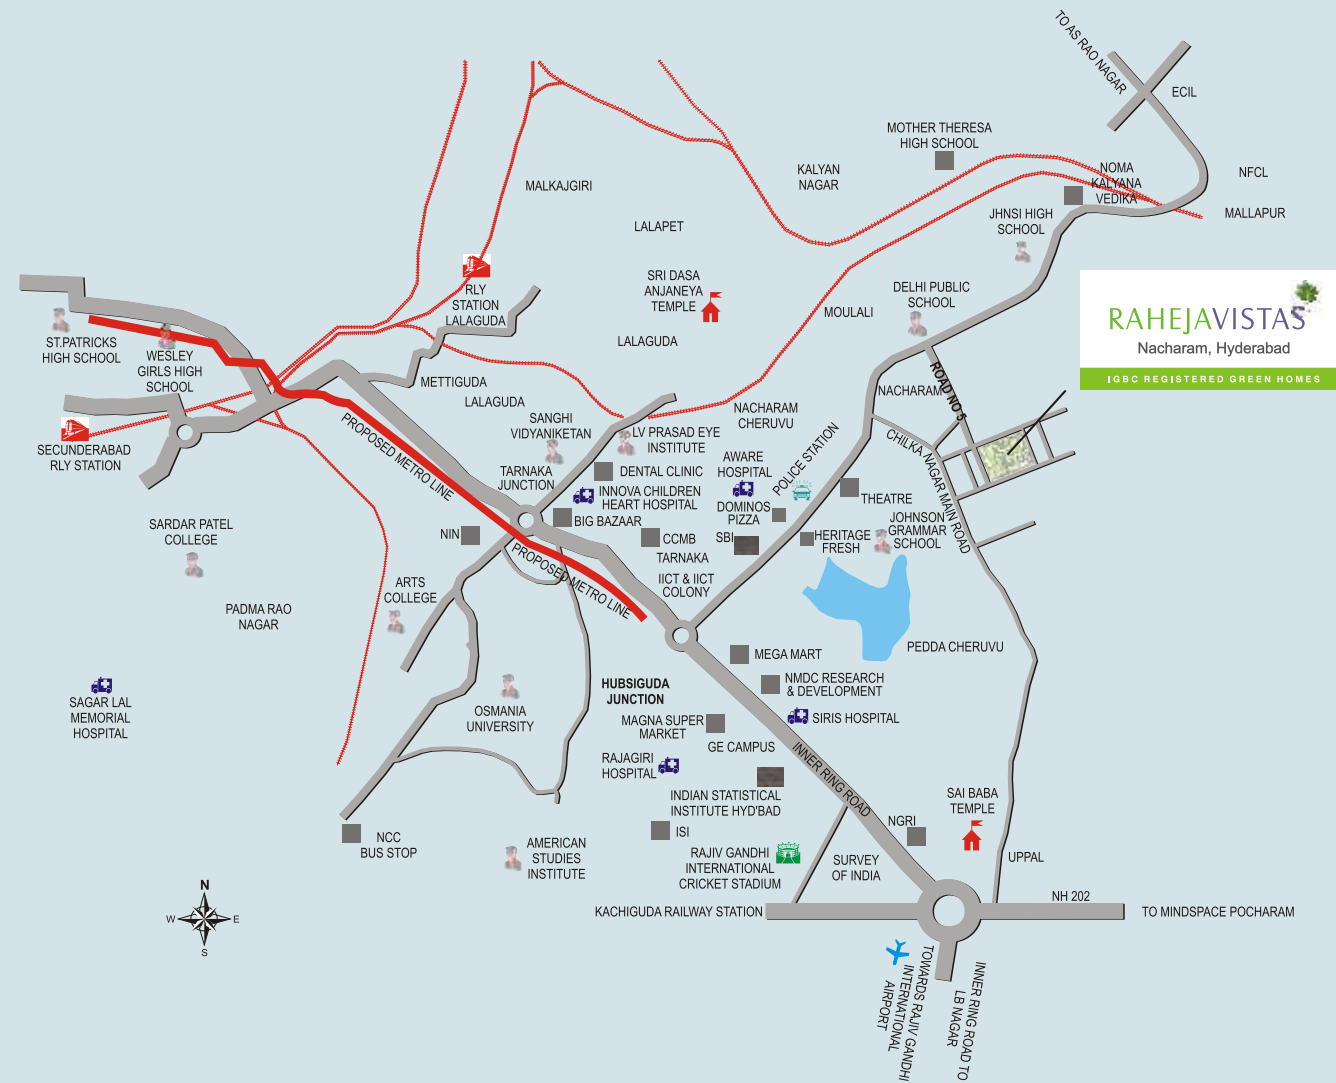 TO AS RAO NAGAR
ECIL
MOTHER THERESA
HIGH SCHOOL
KALYAN
NAGAR
NOMA
KALYANA
VEDIKA
NFCL
MALLAPUR
MALKAJGIRI
JHNSI HIGH
SCHOOL
LALAPET
SRI DASA
ANJANEYA
TEMPLE
DELHI PUBLIC
SCHOOL
MOULALI
RLY
STATION
LALAGUDA
RAHEJAVISTAS
Nacharam, Hyderabad
IGBC REGISTERED GREEN HOMES
ST.PATRICKS
HIGH SCHOOL
WESLEY
GIRLS HIGH
SCHOOL
LALAGUDA
METTIGUDA
LALAGUDA
NACHARAM
ROAD NO 5
SANGHI
VIDYANIKETAN
NACHARAM
CHERUVU
LV PRASAD EYE
INSTITUTE
PROPOSED METRO LINE
SECUNDERABAD
RLY STATION
CHILKA NAGAR MAIN ROAD
POLICE STATION
AWARE
HOSPITAL
TARNAKA
JUNCTION
DENTAL CLINIC
INNOVA CHILDREN
HEART HOSPITAL
DOMINOS
PIZZA
THEATRE
BIG BAZAAR
JOHNSON
GRAMMAR
SCHOOL
SARDAR PATEL
COLLEGE
NIN
CCMB
SBI
HERITAGE
FRESH
TARNAKA
PROPOSED METRO LINE
IICT & IICT
COLONY
ARTS
COLLEGE
PADMA RAO
NAGAR
PEDDA CHERUVU
MEGA MART
HUBSIGUDA
JUNCTION
NMDC RESEARCH
& DEVELOPMENT
SAGAR LAL
MEMORIAL
HOSPITAL
OSMANIA
UNIVERSITY
MAGNA SUPER
MARKET
SIRIS HOSPITAL
GE CAMPUS
INNER RING ROAD
RAJAGIRI
HOSPITAL
INDIAN STATISTICAL
INSTITUTE HYD'BAD
SAI BABA
TEMPLE
NGRI
ISI
NCC
BUS STOP
AMERICAN
STUDIES
INSTITUTE
RAJIV GANDHI
INTERNATIONAL
CRICKET STADIUM
SURVEY
OF INDIA
UPPAL
N
W
E
S
KACHIGUDA RAILWAY STATION
NH 202
TO MINDSPACE POCHARAM
TOWARDS RAJIV GANDHI
INTERNATIONAL
AIRPORT
INNER RING ROAD TO
LB NAGAR